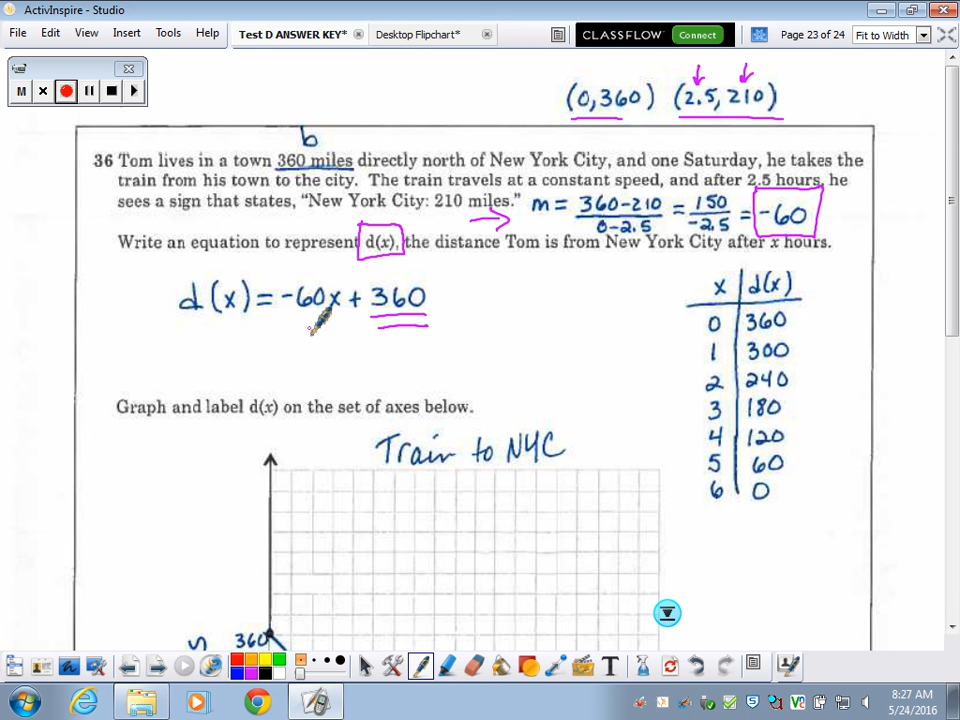 ActivInspire - Studio
File Edit View Insert Tools Help
Test D ANSWER KEY* Desktop Flipchart*
CLASSFLOW Connect
Page 23 of 24 Fit to Width
M
(0,360) (2.5, 210)
b
36 Tom lives in a town 360 miles directly north of New York City, and one Saturday, he takes the
train from his town to the city. The train travels at a constant speed, and after 2.5 hours, he
sees a sign that states, “New York City: 210 miles.”
m = 360-210 / 0-2.5 = 150 / -2.5 = -60
Write an equation to represent d(x), the distance Tom is from New York City after x hours.
d(x) = -60x + 360
x d(x)
0 360
1 300
2 240
3 180
4 120
5 60
6 0
Graph and label d(x) on the set of axes below.
Train to NYC
360
T
8:27 AM
5/24/2016